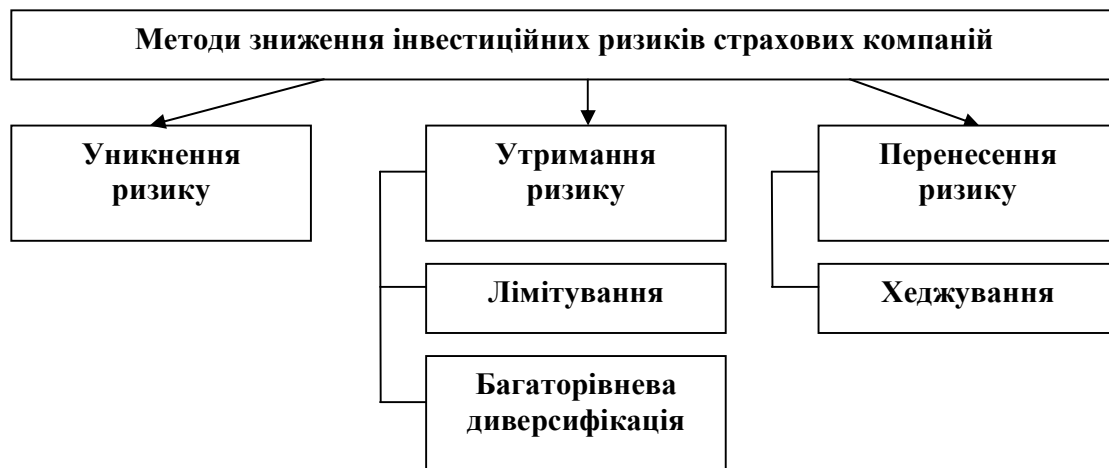 Методи зниження інвестиційних ризиків страхових компаній
Уникнення
ризику
Утримання
ризику
Перенесення
ризику
Лімітування
Хеджування
Багаторівнева
диверсифікація